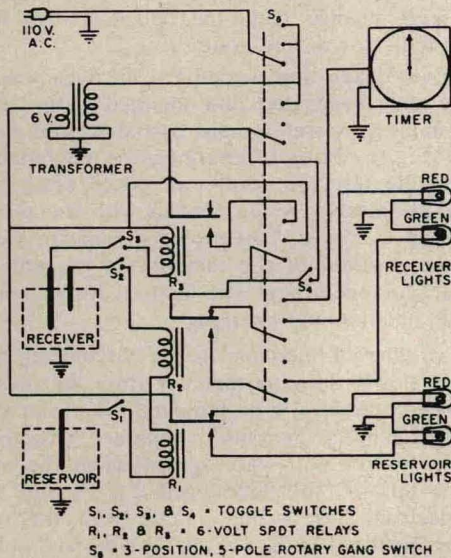 110 V.
A.C.
S5
6 V.
TRANSFORMER
TIMER
RED
GREEN
RECEIVER
LIGHTS
S3
S2
R3
S4
RECEIVER
R2
S1
R1
RED
GREEN
RESERVOIR
LIGHTS
RESERVOIR
S1, S2, S3, & S4 = TOGGLE SWITCHES
R1, R2 & R3 = 6-VOLT SPDT RELAYS
S5 = 3-POSITION, 5-POLE ROTARY GANG SWITCH